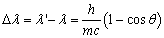 Δλ = λ' - λ = h/mc (1 - cos θ)